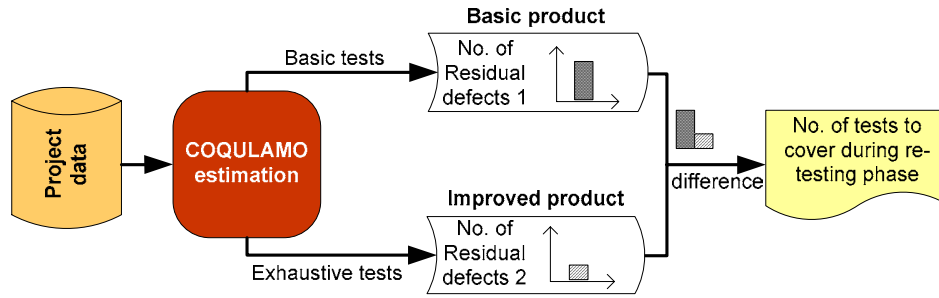 Project
data
COQULAMO
estimation
Basic tests
Exhaustive tests
Basic product
No. of
Residual
defects 1
Improved product
No. of
Residual
defects 2
difference
No. of tests to
cover during re-
testing phase